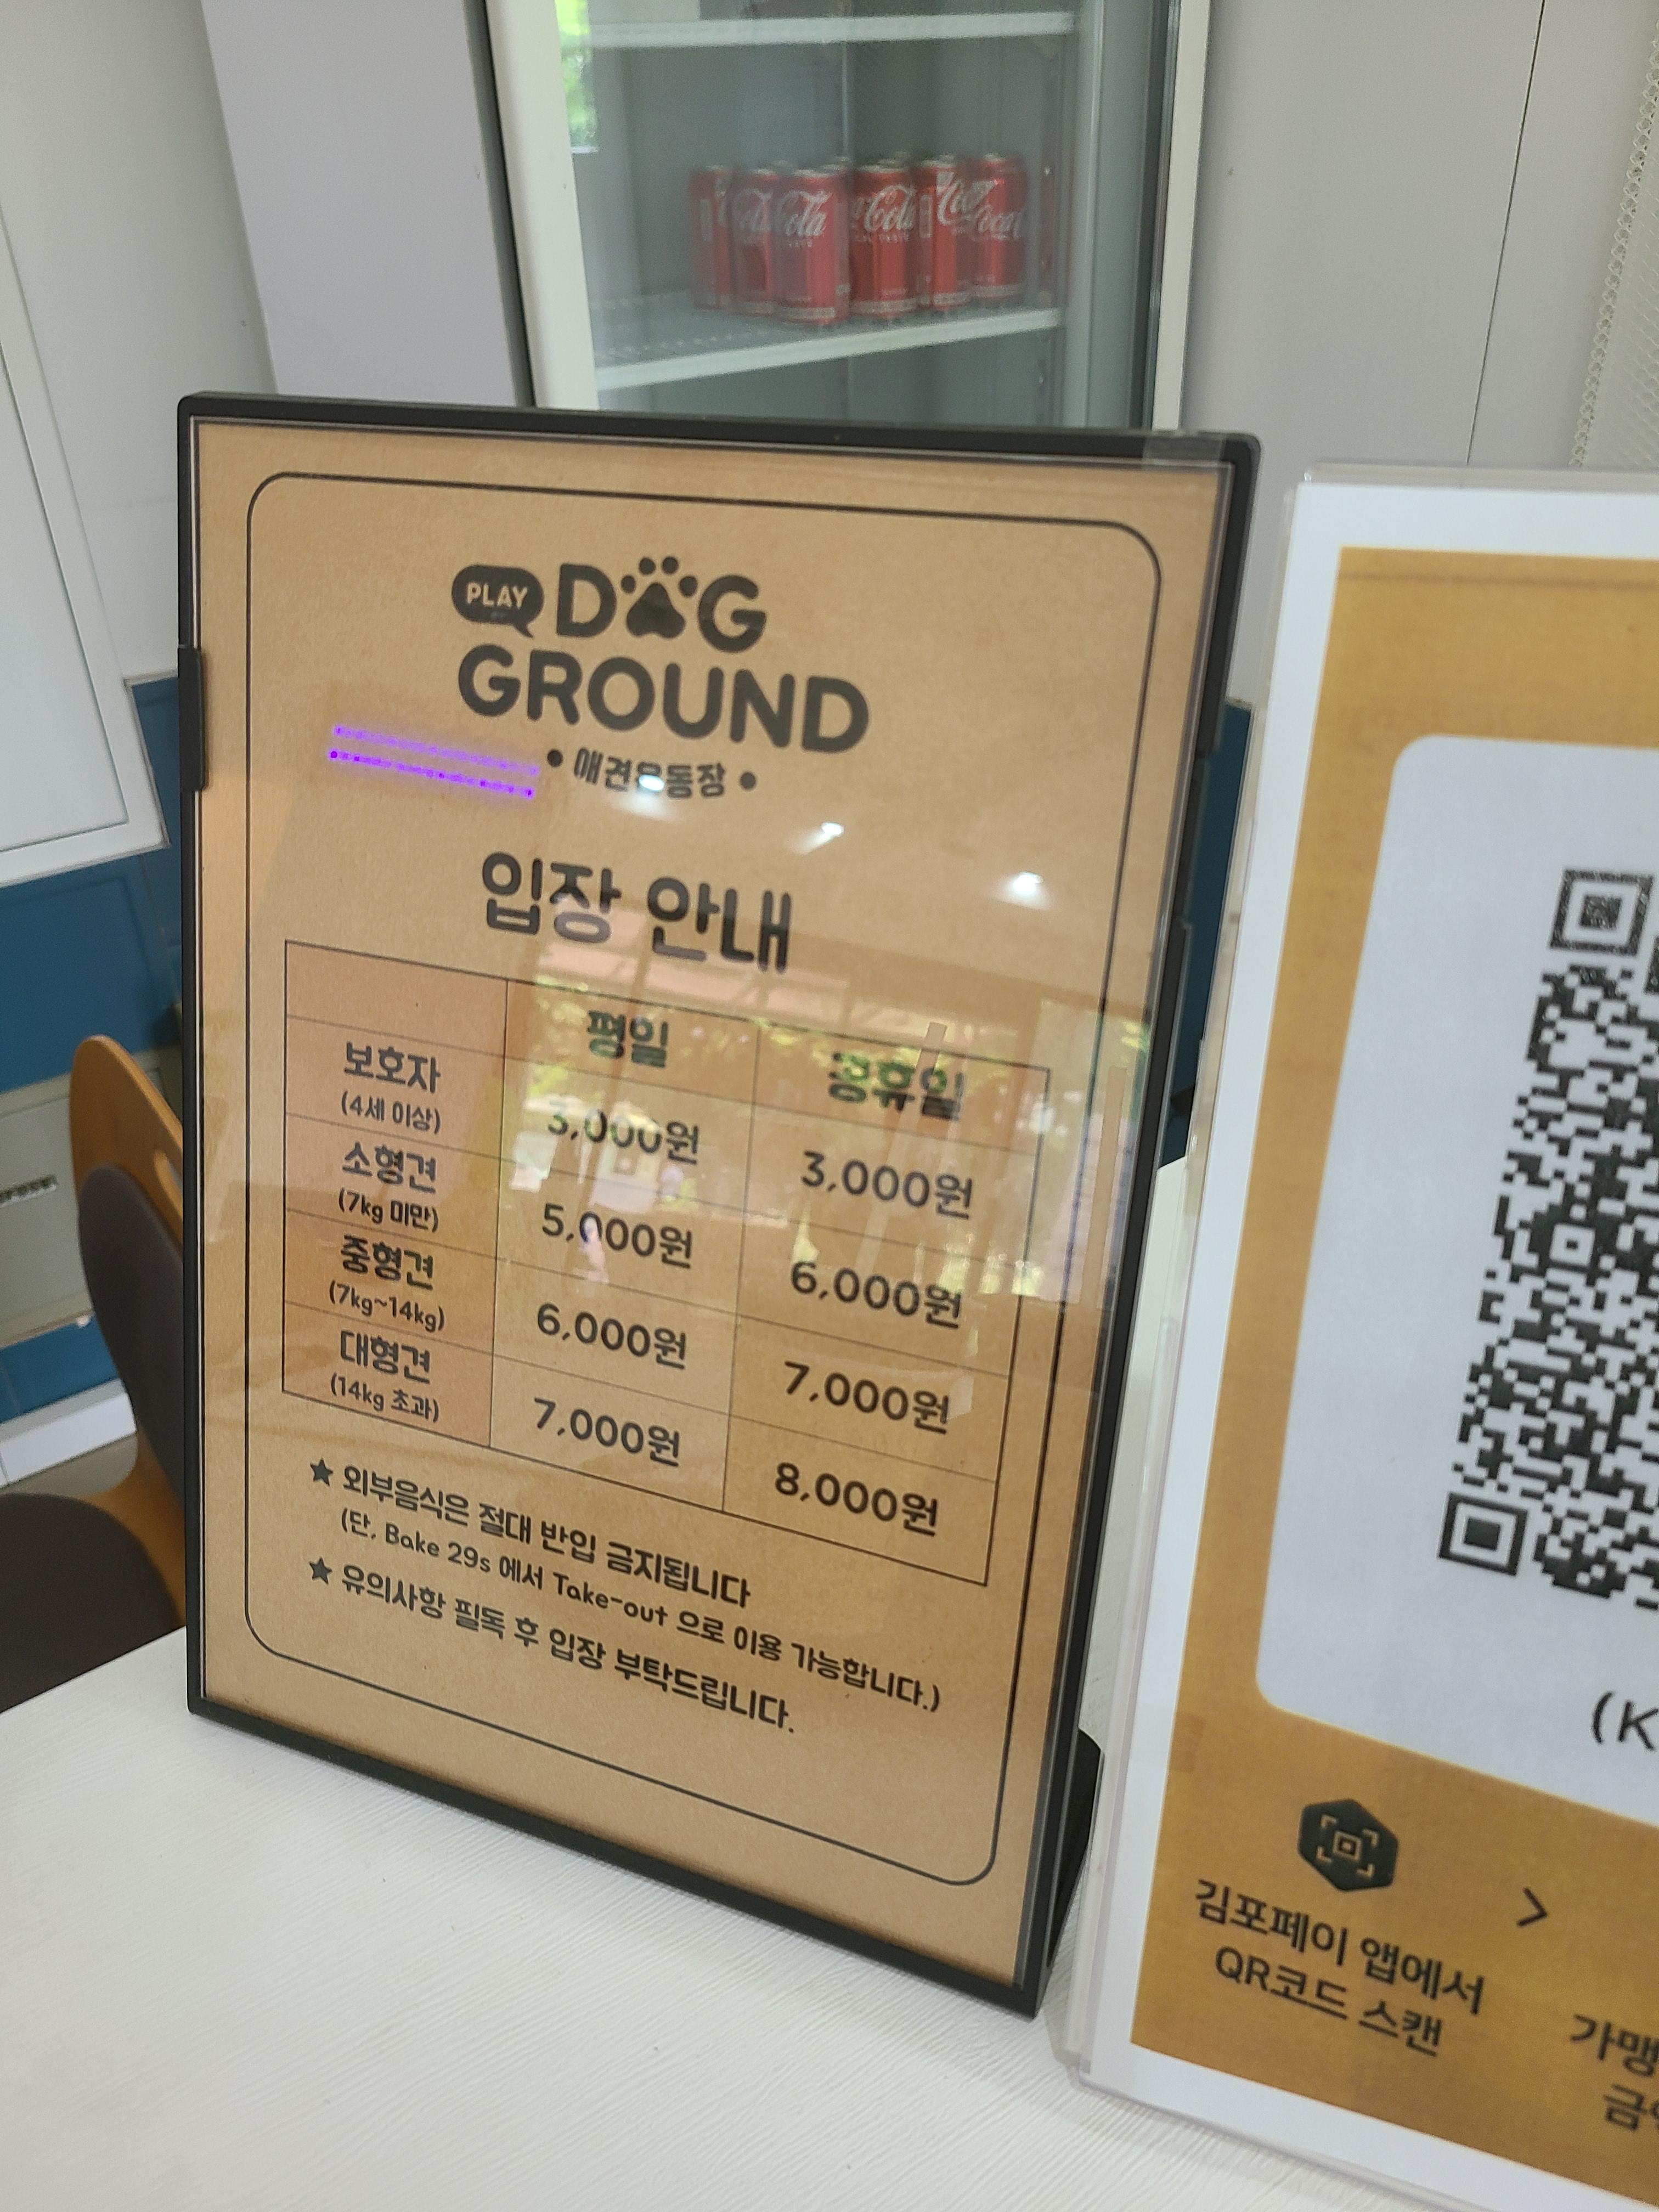 PLAY DOG
GROUND
• 애견운동장 •
입장 안내
평일 공휴일
보호자 (4세 이상) 3,000원 3,000원
소형견 (7kg 미만) 5,000원 6,000원
중형견 (7kg~14kg) 6,000원 7,000원
대형견 (14kg 초과) 7,000원 8,000원
★ 외부음식은 절대 반입 금지됩니다
(단, Bake 29s 에서 Take-out 으로 이용 가능합니다.)
★ 유의사항 필독 후 입장 부탁드립니다.
(K
김포페이 앱에서
QR코드 스캔
>
가맹
Coca-Cola